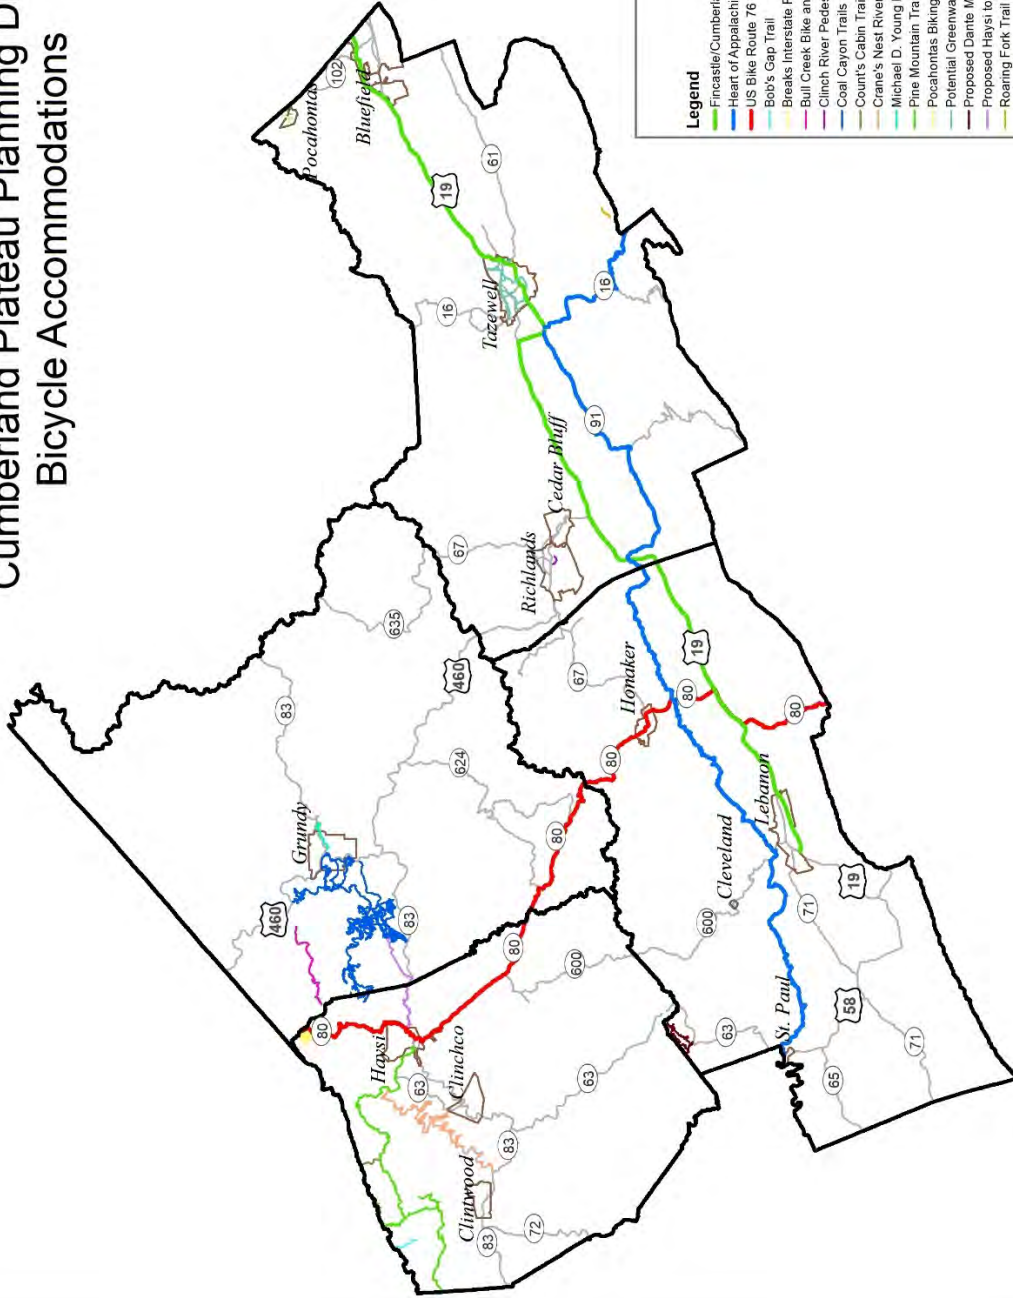 Cumberland Plateau Planning D
Bicycle Accommodations
Pocahontas
102
Bluefield
19
61
16
Tazewell
16
91
Cedar Bluff
Richlands
67
635
460
67
83
624
Honaker
19
80
80
80
80
Grundy
460
83
Lebanon
Cleveland
19
71
600
80
600
80
St. Paul
58
63
71
65
Haysi
63
Clinchco
63
83
Clintwood
83
72
Legend
Fincastle/Cumberl
Heart of Appalachi
US Bike Route 76
Bob's Gap Trail
Breaks Interstate P
Bull Creek Bike an
Clinch River Pedes
Coal Cayon Trails
Count's Cabin Trai
Crane's Nest River
Michael D. Young
Pine Mountain Tra
Pocahontas Biking
Potential Greenwa
Proposed Dante M
Proposed Haysi to
Roaring Fork Trail